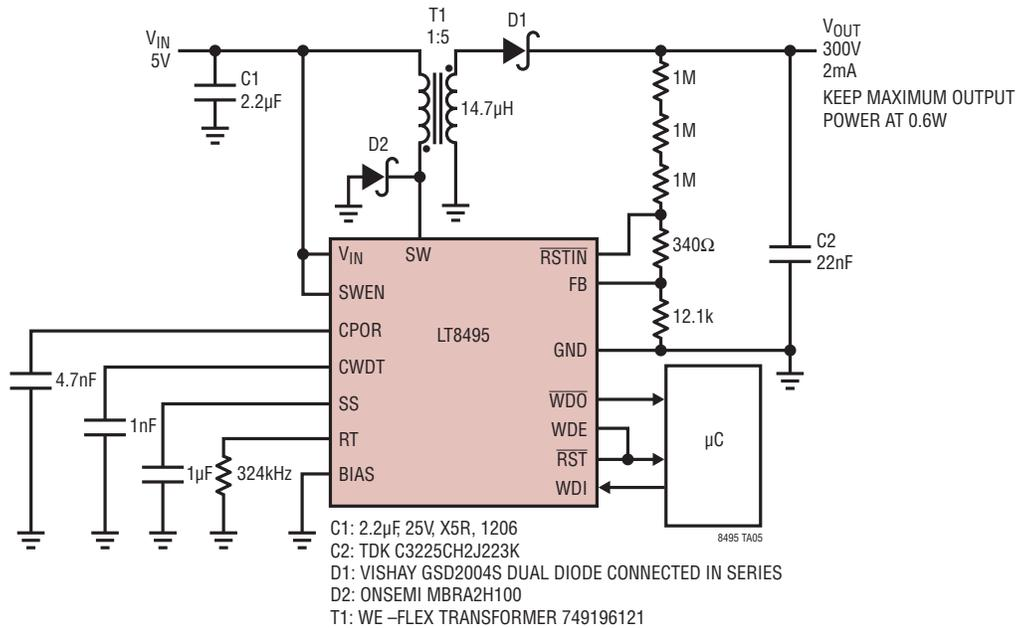 T1
1:5
D1
VIN
5V
VOUT
300V
2mA
KEEP MAXIMUM OUTPUT
POWER AT 0.6W
C1
2.2µF
14.7µH
1M
1M
1M
D2
340Ω
12.1k
C2
22nF
VIN
SW
RSTIN
SWEN
FB
CPOR
LT8495
GND
CWDT
4.7nF
SS
WDO
1nF
RT
WDE
µC
1µF
324kHz
BIAS
RST
WDI
8495 TA05
C1: 2.2µF, 25V, X5R, 1206
C2: TDK C3225CH2J223K
D1: VISHAY GSD2004S DUAL DIODE CONNECTED IN SERIES
D2: ONSEMI MBRA2H100
T1: WE –FLEX TRANSFORMER 749196121